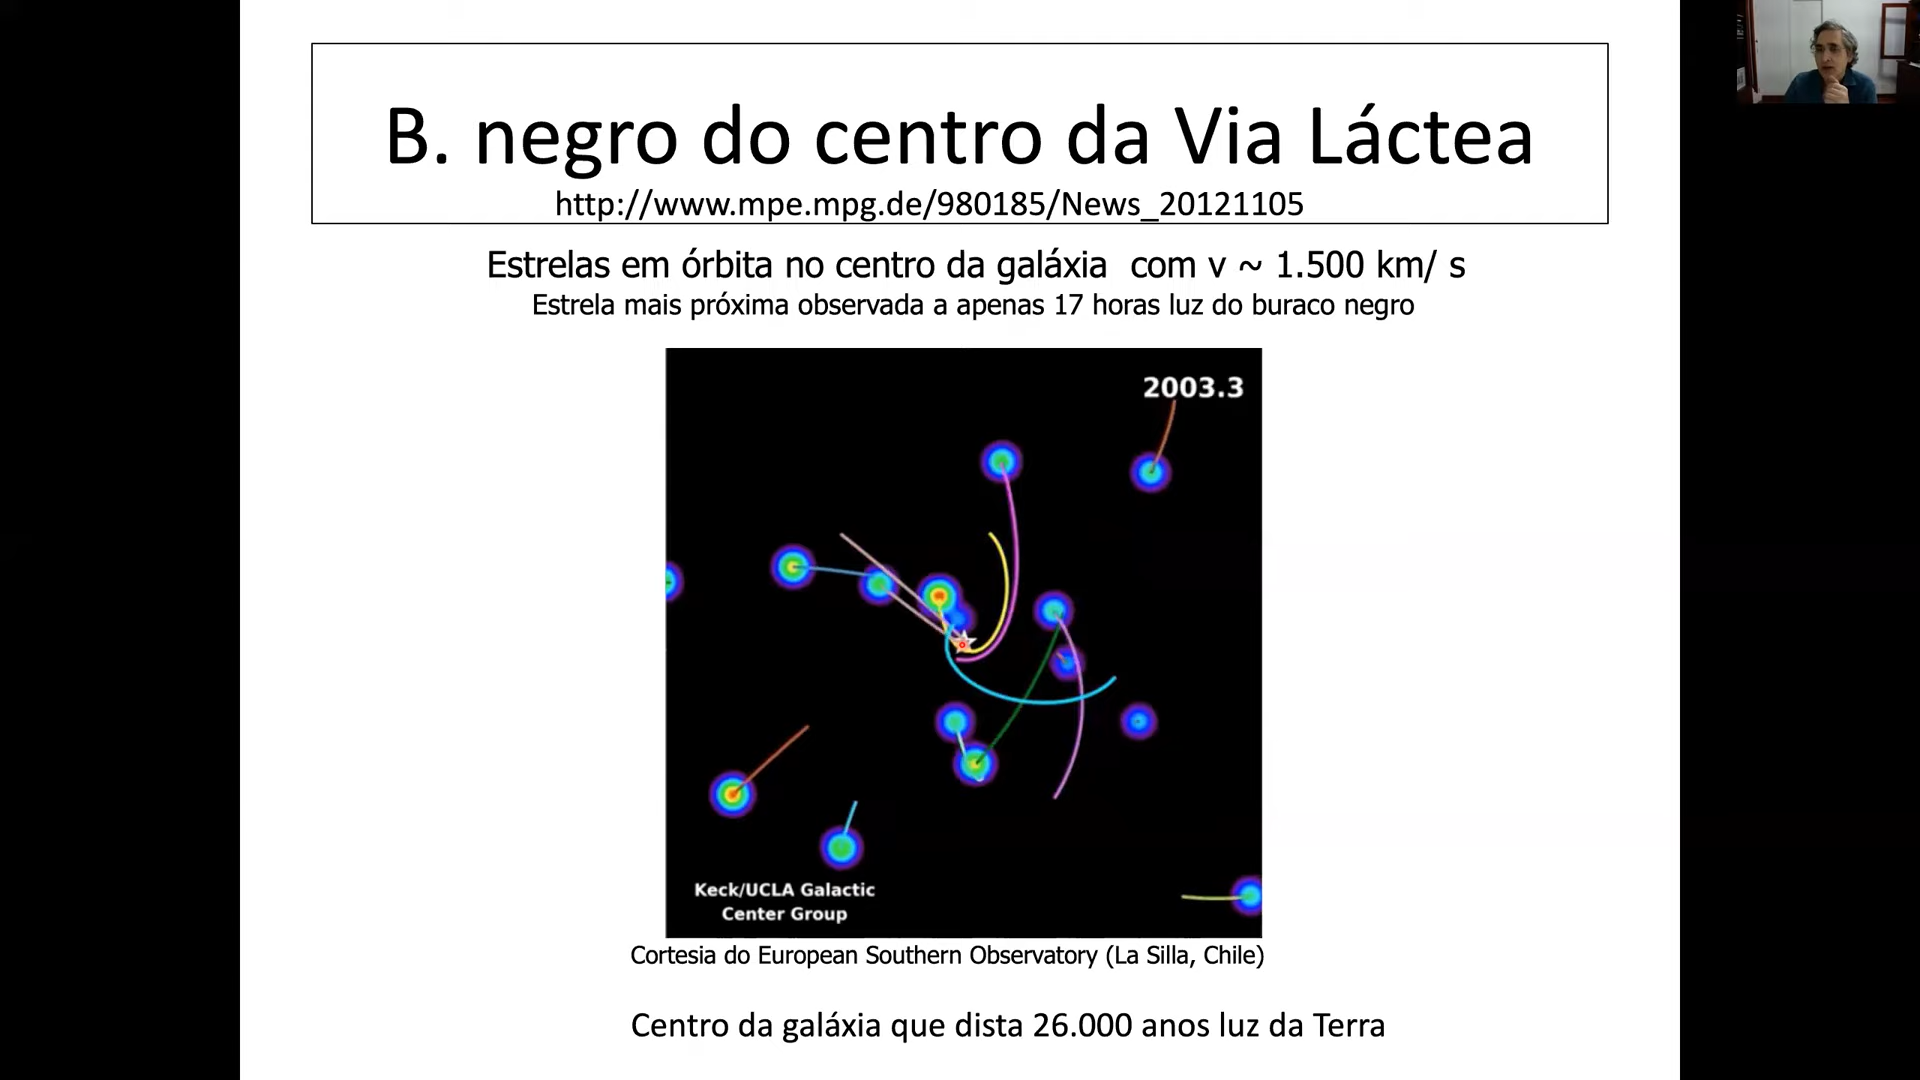 B. negro do centro da Via Láctea
http://www.mpe.mpg.de/980185/News_20121105
Estrelas em órbita no centro da galáxia  com v ~ 1.500 km/ s
Estrela mais próxima observada a apenas 17 horas luz do buraco negro
2003.3
Keck/UCLA Galactic
Center Group
Cortesia do European Southern Observatory (La Silla, Chile)
Centro da galáxia que dista 26.000 anos luz da Terra